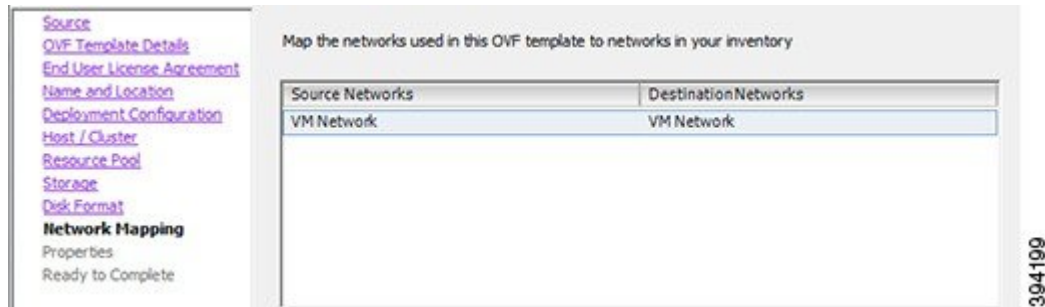 Source
OVF Template Details
End User License Agreement
Name and Location
Deployment Configuration
Host / Cluster
Resource Pool
Storage
Disk Format
Network Mapping
Properties
Ready to Complete
Map the networks used in this OVF template to networks in your inventory
Source Networks Destination Networks
VM Network VM Network
394199